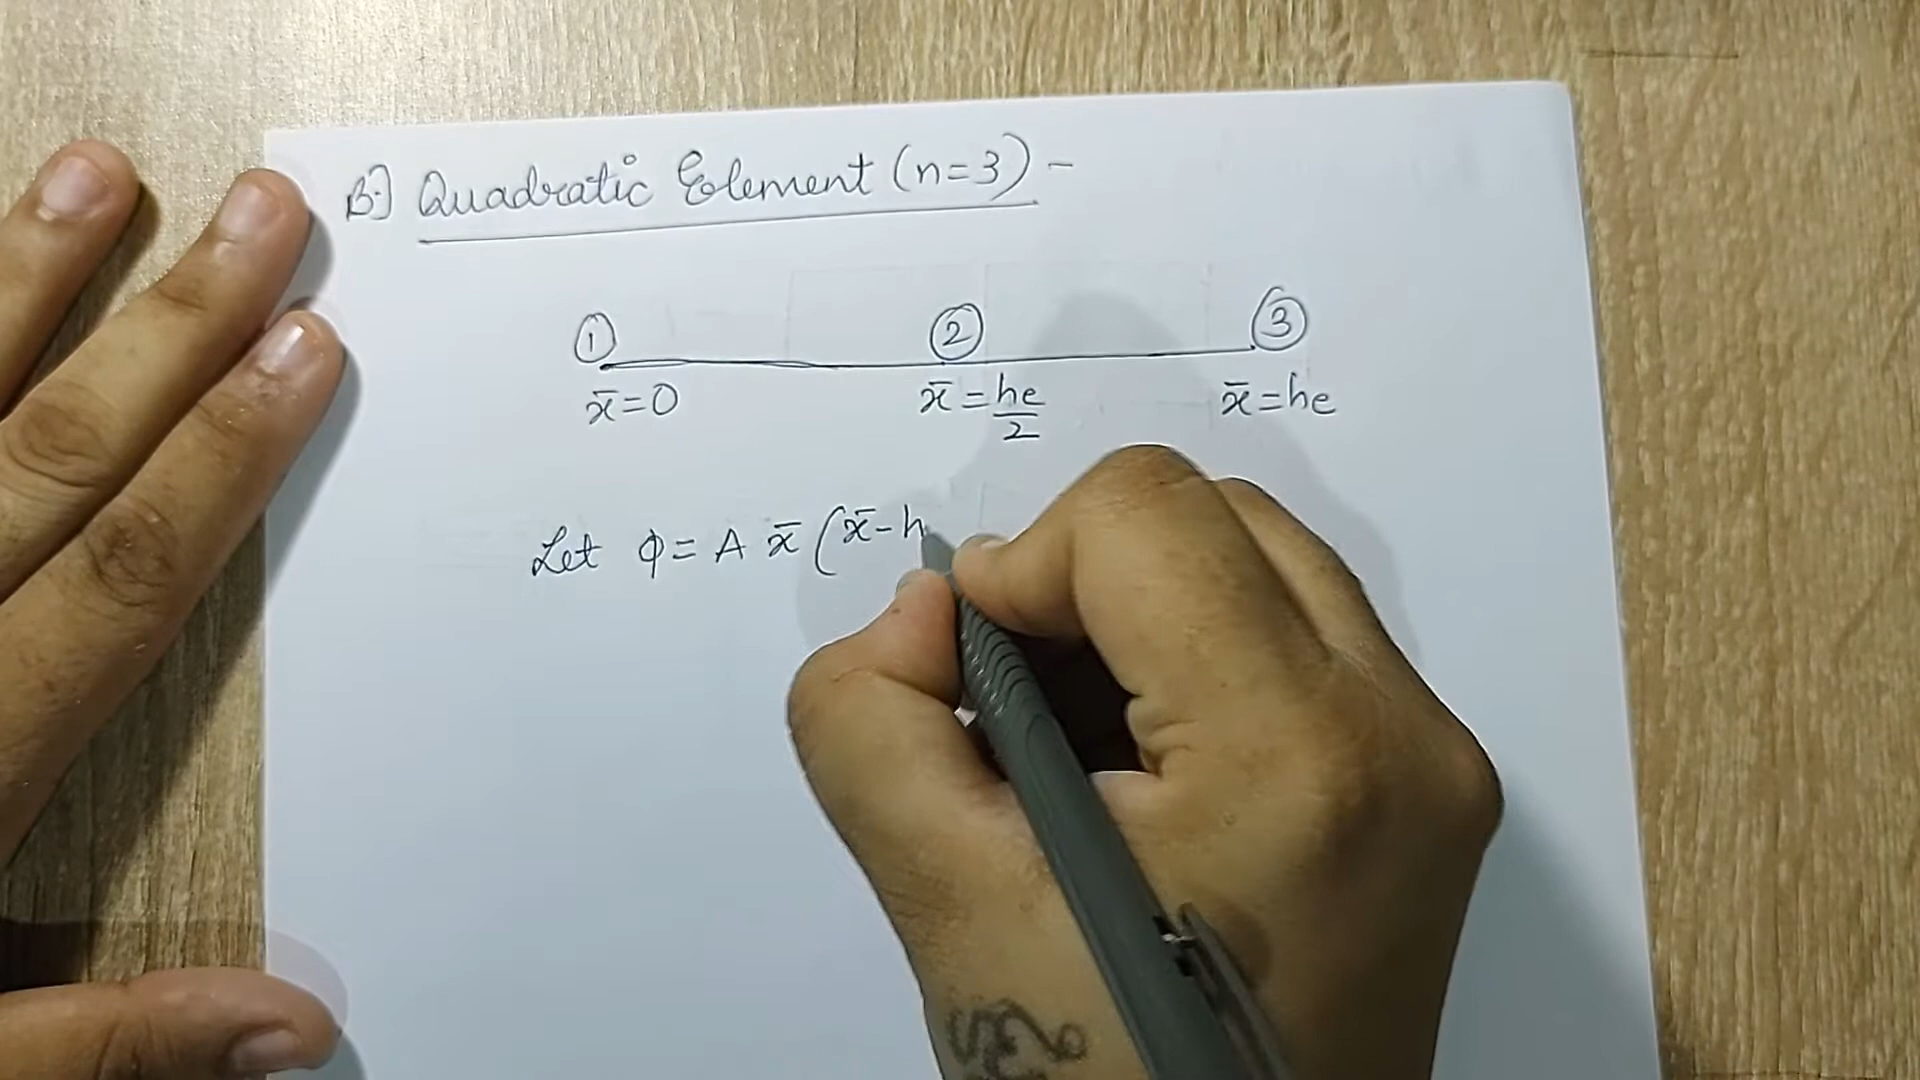 B.] Quadratic Element (n=3) -
① ② ③
x̄=0 x̄=he/2 x̄=he
Let ϕ= A x̄ (x̄-h